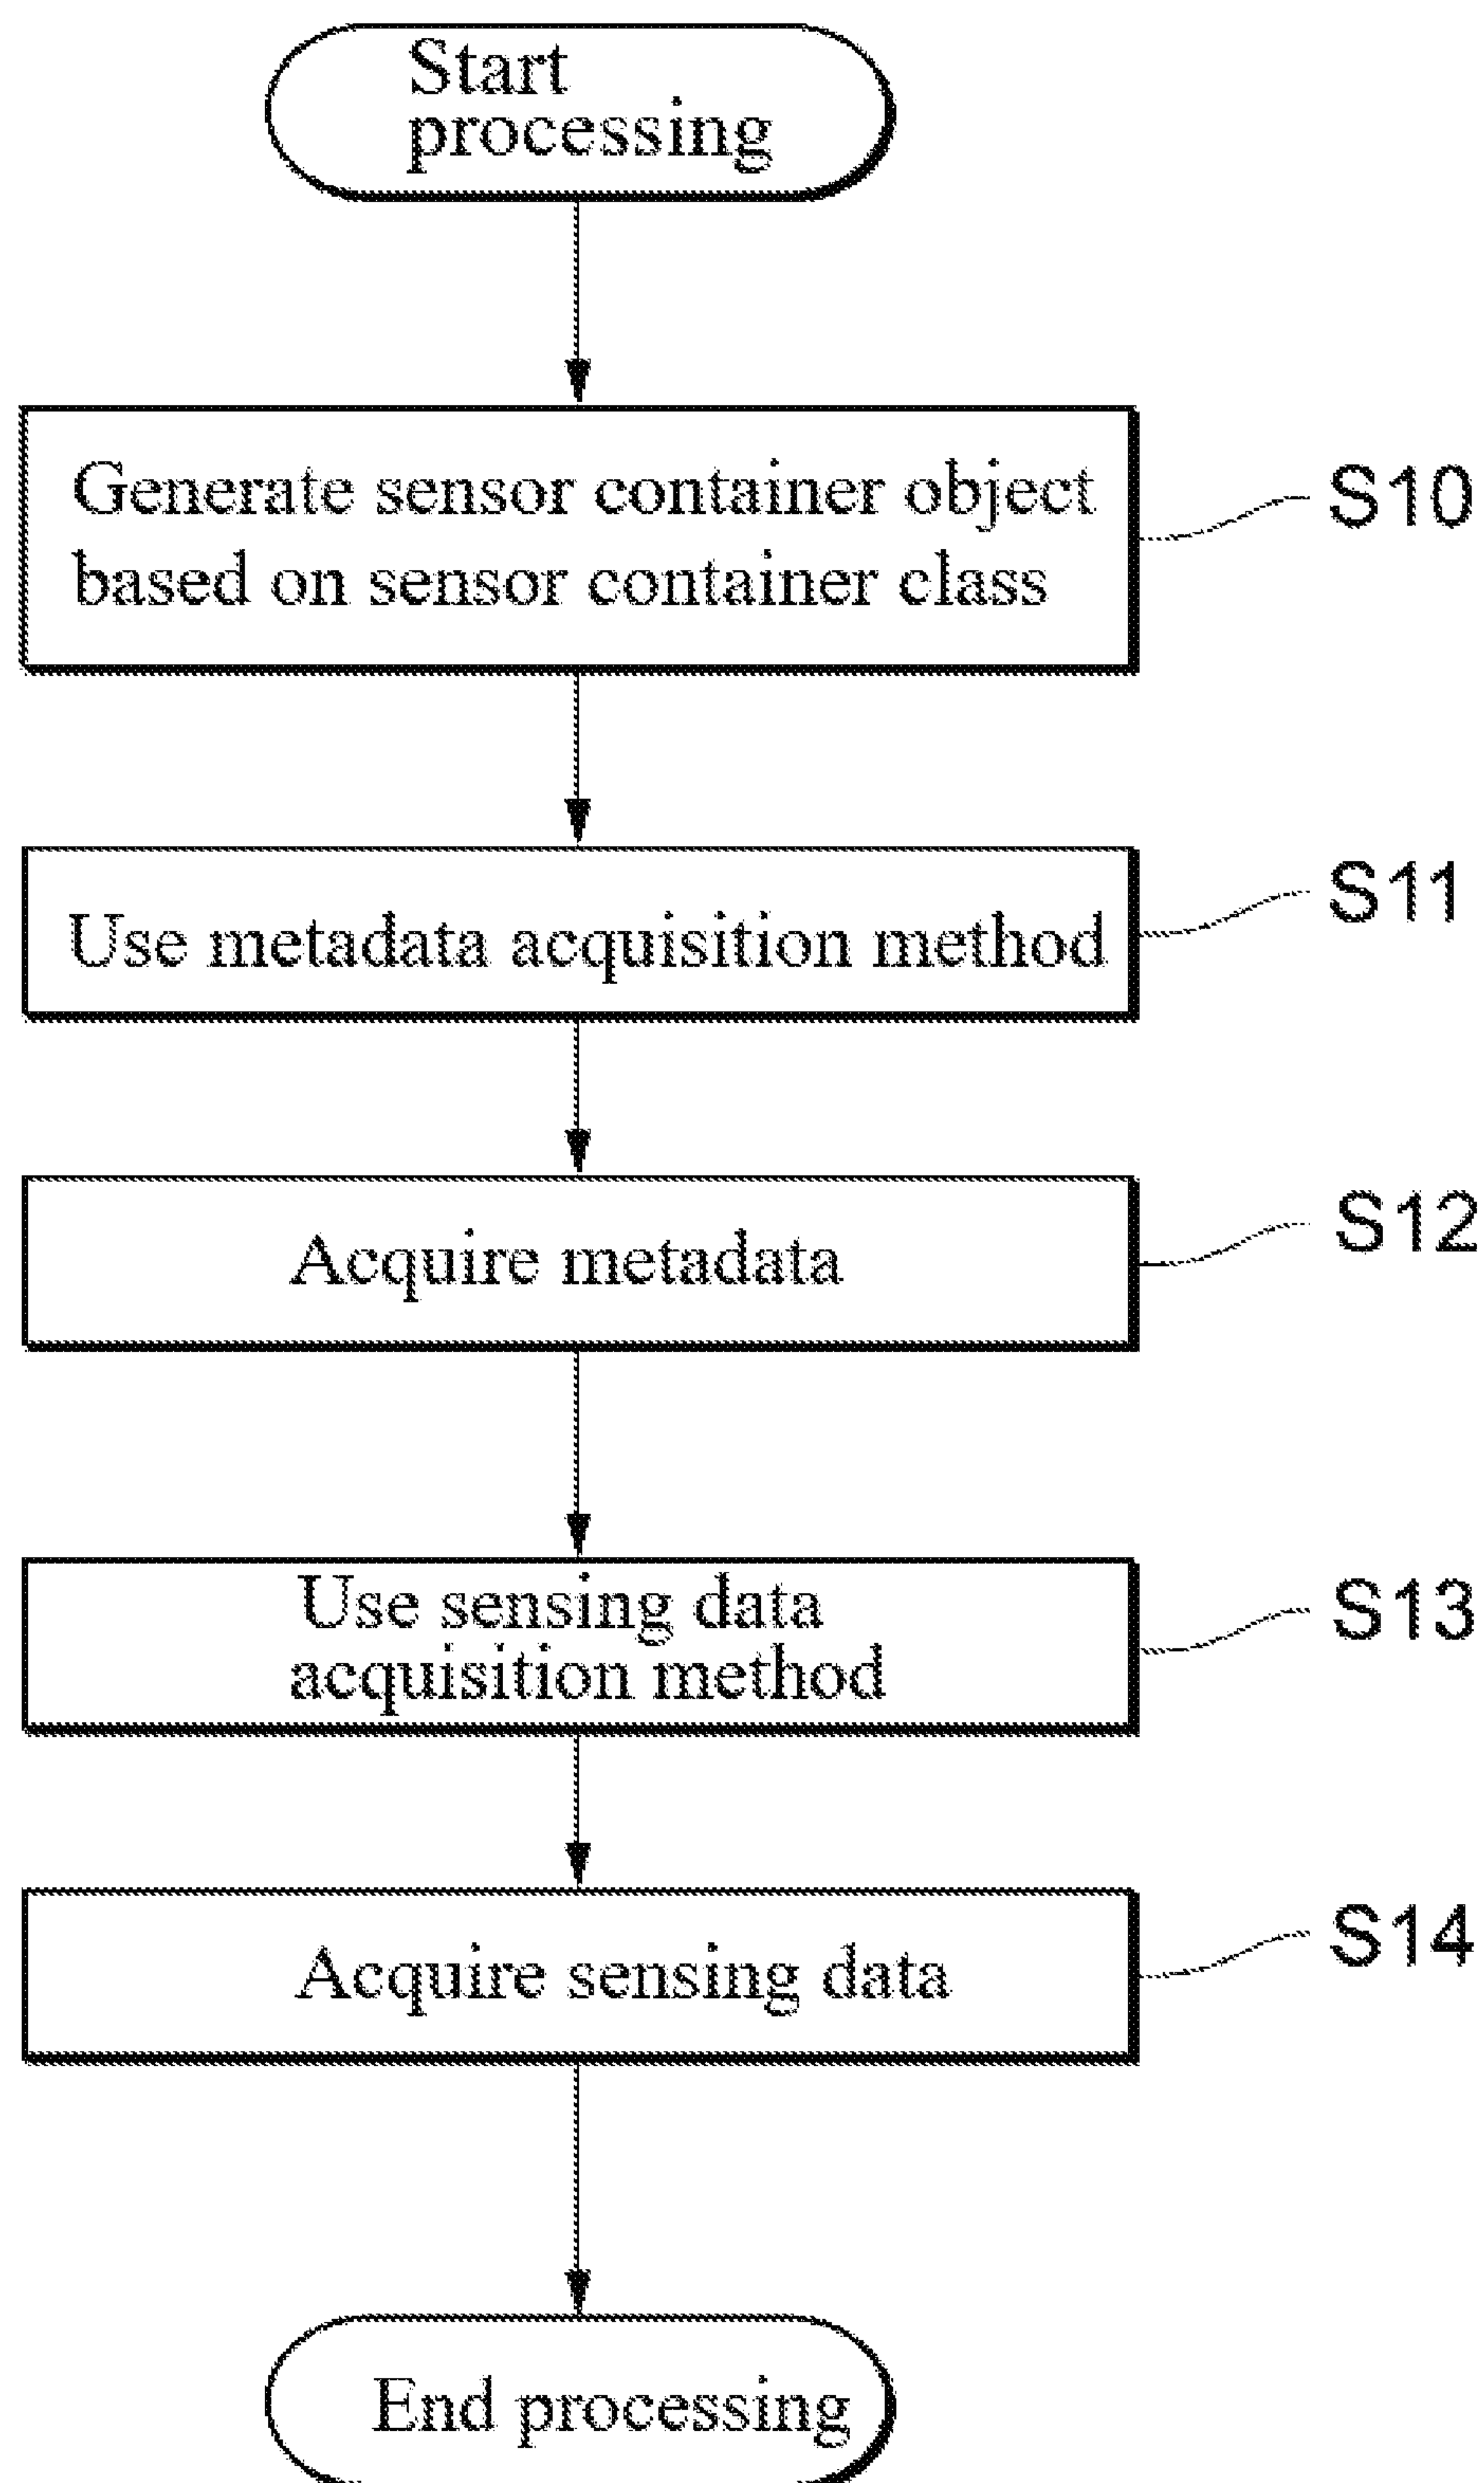 Start
processing
Generate sensor container object
based on sensor container class
S10
Use metadata acquisition method
S11
Acquire metadata
S12
Use sensing data
acquisition method
S13
Acquire sensing data
S14
End processing